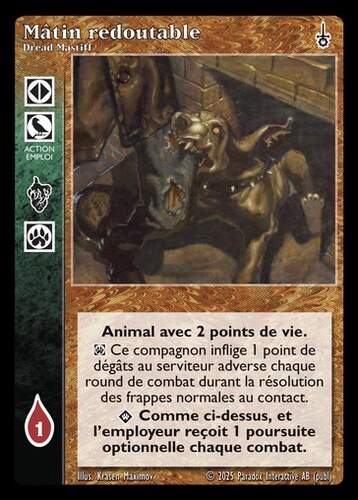 Mâtin redoutable
Dread Mastiff
ACTION
EMPLOI
Animal avec 2 points de vie.
Ce compagnon inflige 1 point de
dégâts au serviteur adverse chaque
round de combat durant la résolution
des frappes normales au contact.
Comme ci-dessus, et
l'employeur reçoit 1 poursuite
optionnelle chaque combat.
1
Illus. Krasen Maximov
© 2025 Paradox Interactive AB (publ)